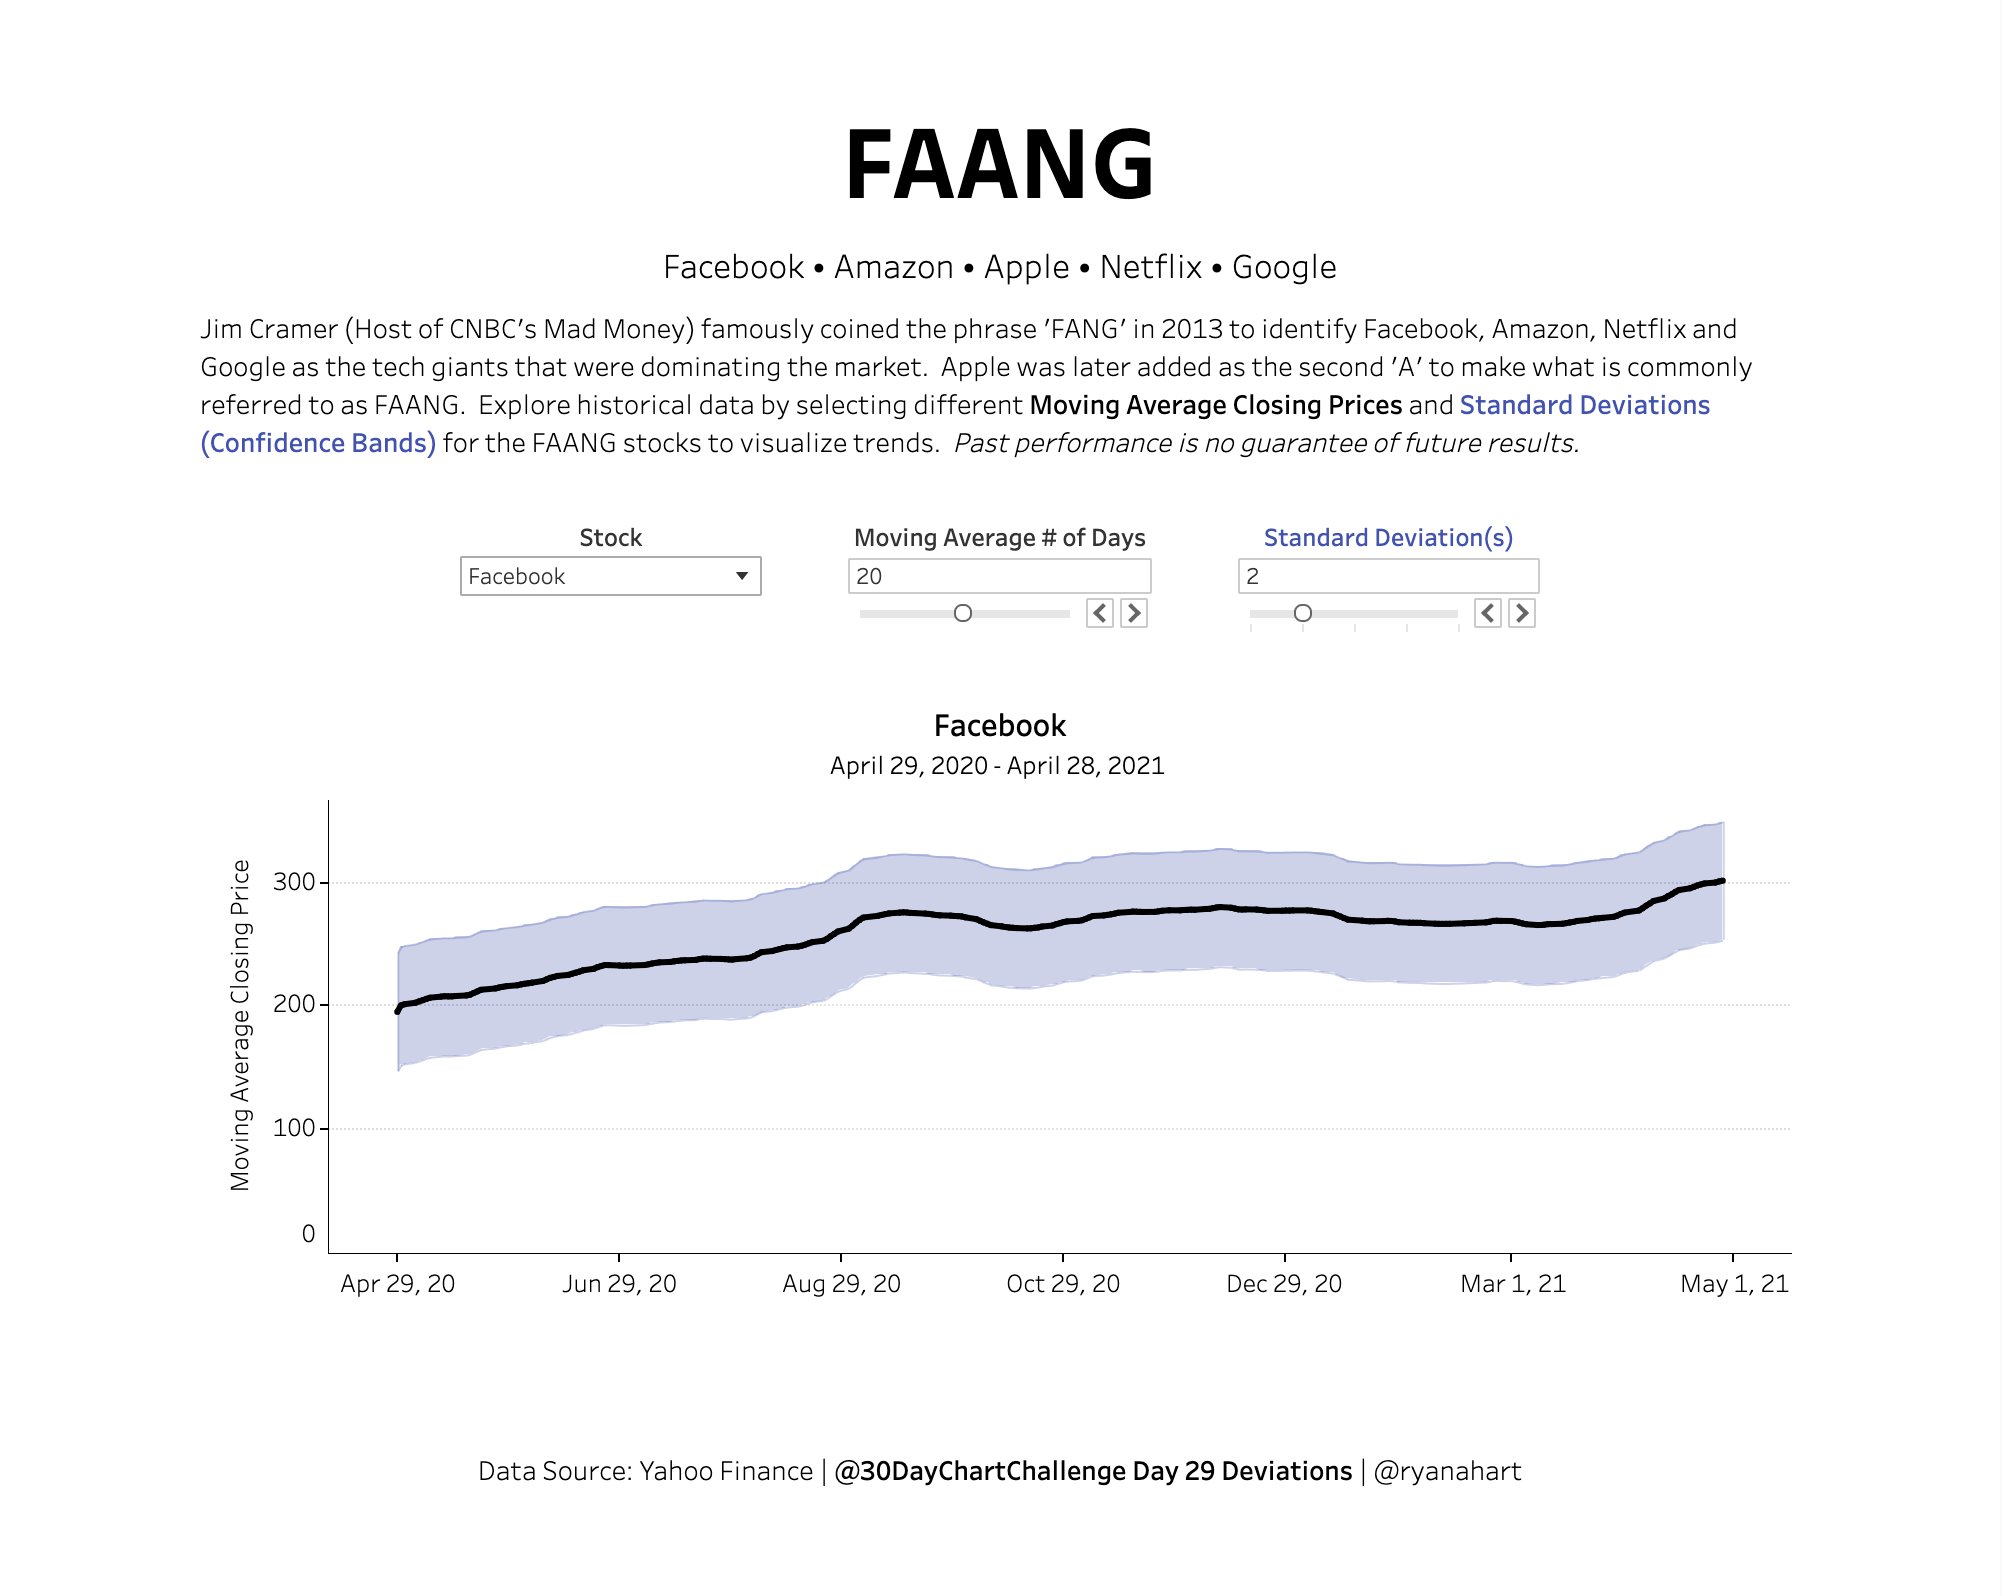 FAANG
Facebook • Amazon • Apple • Netflix • Google
Jim Cramer (Host of CNBC's Mad Money) famously coined the phrase 'FANG' in 2013 to identify Facebook, Amazon, Netflix and
Google as the tech giants that were dominating the market.  Apple was later added as the second 'A' to make what is commonly
referred to as FAANG.  Explore historical data by selecting different Moving Average Closing Prices and Standard Deviations
(Confidence Bands) for the FAANG stocks to visualize trends.  Past performance is no guarantee of future results.
Stock
Facebook
Moving Average # of Days
20
Standard Deviation(s)
2
Facebook
April 29, 2020 - April 28, 2021
Moving Average Closing Price
300
200
100
0
Apr 29, 20
Jun 29, 20
Aug 29, 20
Oct 29, 20
Dec 29, 20
Mar 1, 21
May 1, 21
Data Source: Yahoo Finance | @30DayChartChallenge Day 29 Deviations | @ryanahart